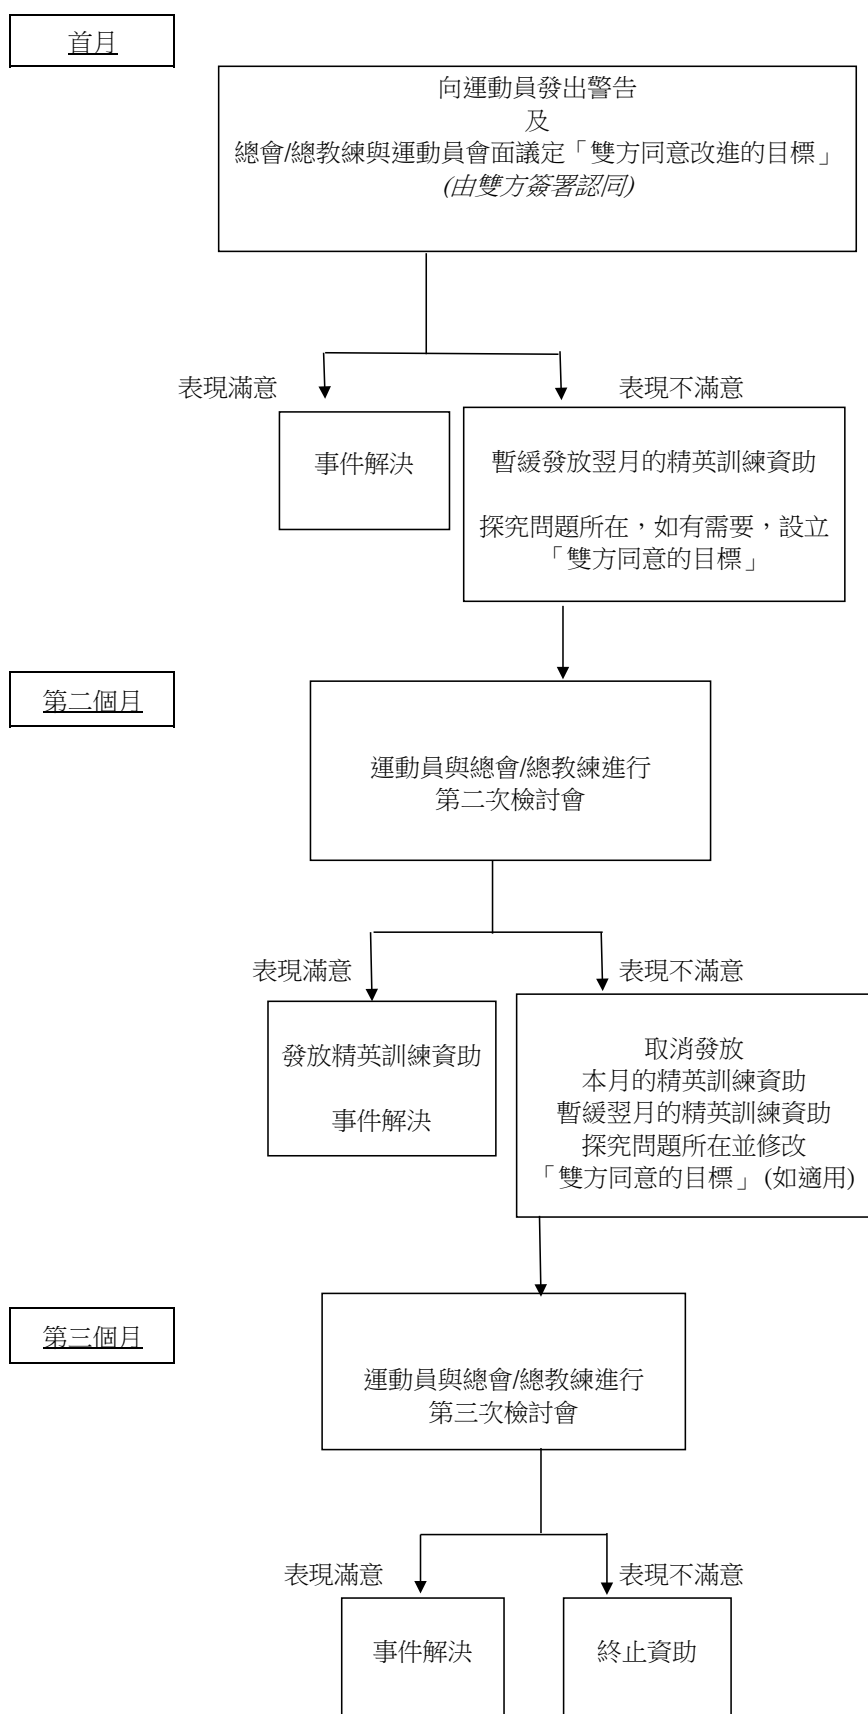 首月
向運動員發出警告
及
總會/總教練與運動員會面議定「雙方同意改進的目標」
(由雙方簽署認同)
表現滿意
表現不滿意
事件解決
暫緩發放翌月的精英訓練資助
探究問題所在，如有需要，設立
「雙方同意的目標」
第二個月
運動員與總會/總教練進行
第二次檢討會
表現滿意
表現不滿意
發放精英訓練資助
事件解決
取消發放
本月的精英訓練資助
暫緩翌月的精英訓練資助
探究問題所在並修改
「雙方同意的目標」(如適用)
第三個月
運動員與總會/總教練進行
第三次檢討會
表現滿意
表現不滿意
事件解決
終止資助